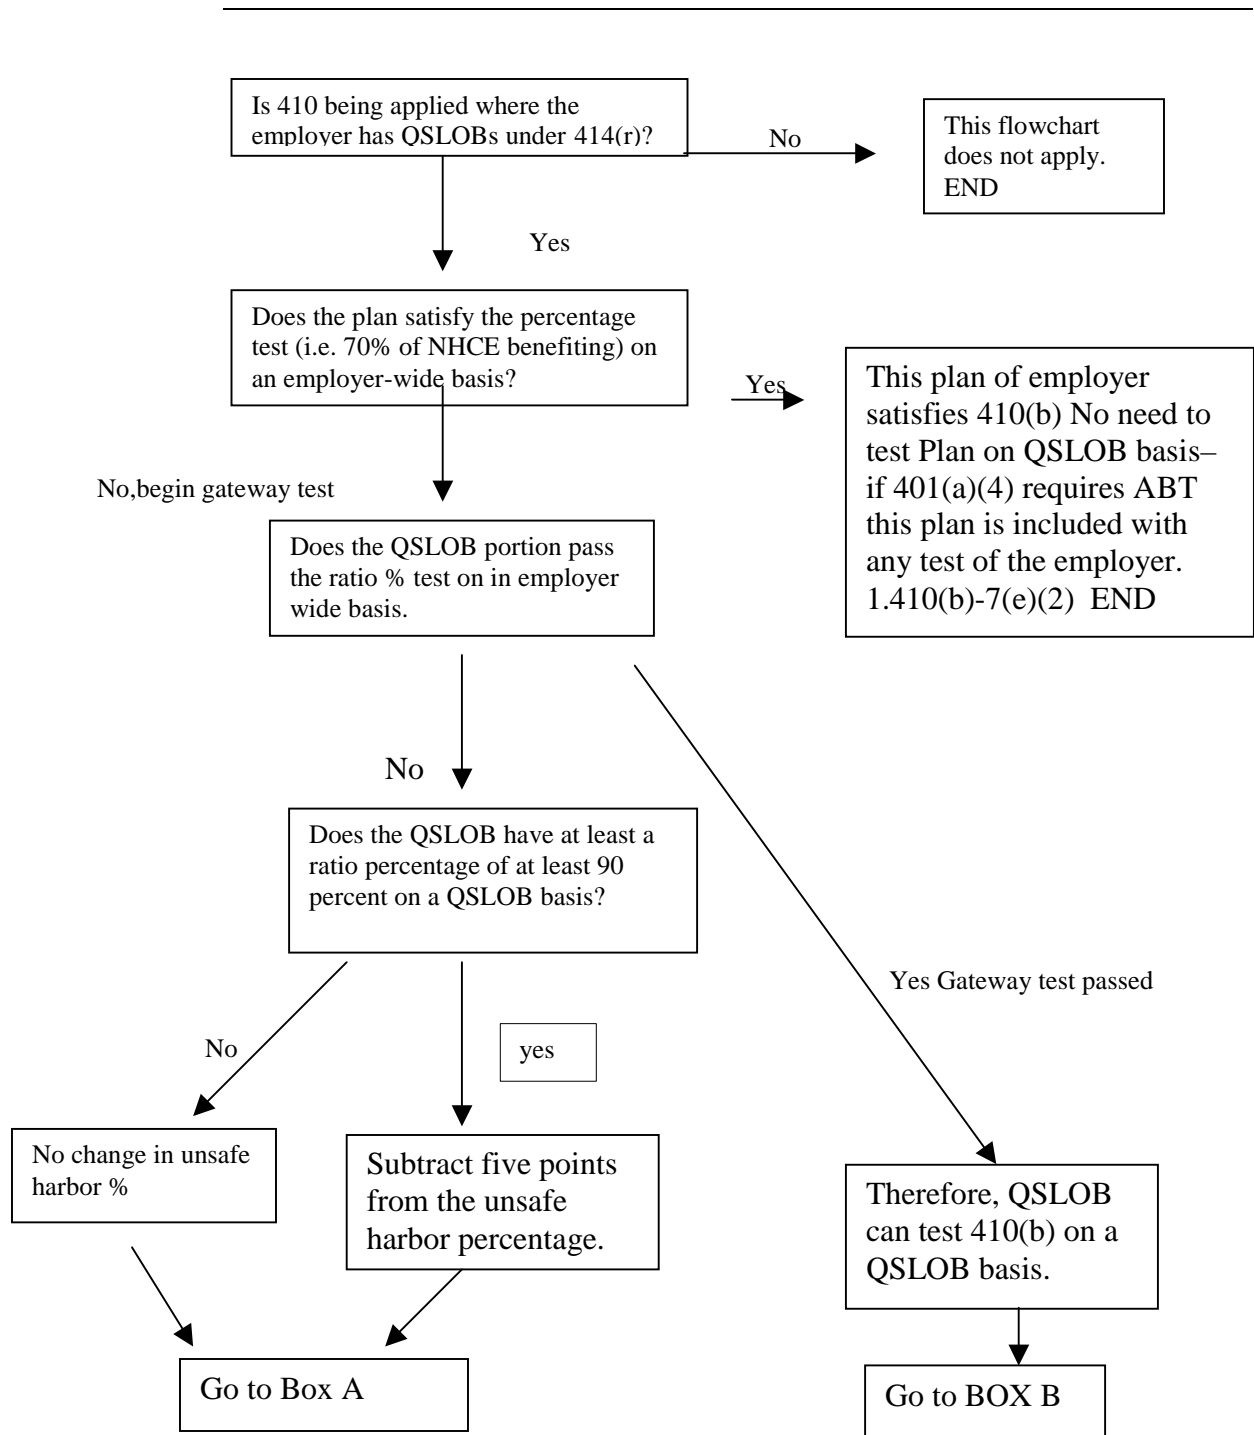 Is 410 being applied where the
employer has QSLOBs under 414(r)?
No
This flowchart
does not apply.
END
Yes
Does the plan satisfy the percentage
test (i.e. 70% of NHCE benefiting) on
an employer-wide basis?
Yes
This plan of employer
satisfies 410(b) No need to
test Plan on QSLOB basis–
if 401(a)(4) requires ABT
this plan is included with
any test of the employer.
1.410(b)-7(e)(2) END
No,begin gateway test
Does the QSLOB portion pass
the ratio % test on in employer
wide basis.
No
Does the QSLOB have at least a
ratio percentage of at least 90
percent on a QSLOB basis?
Yes Gateway test passed
No
yes
No change in unsafe
harbor %
Subtract five points
from the unsafe
harbor percentage.
Therefore, QSLOB
can test 410(b) on a
QSLOB basis.
Go to Box A
Go to BOX B